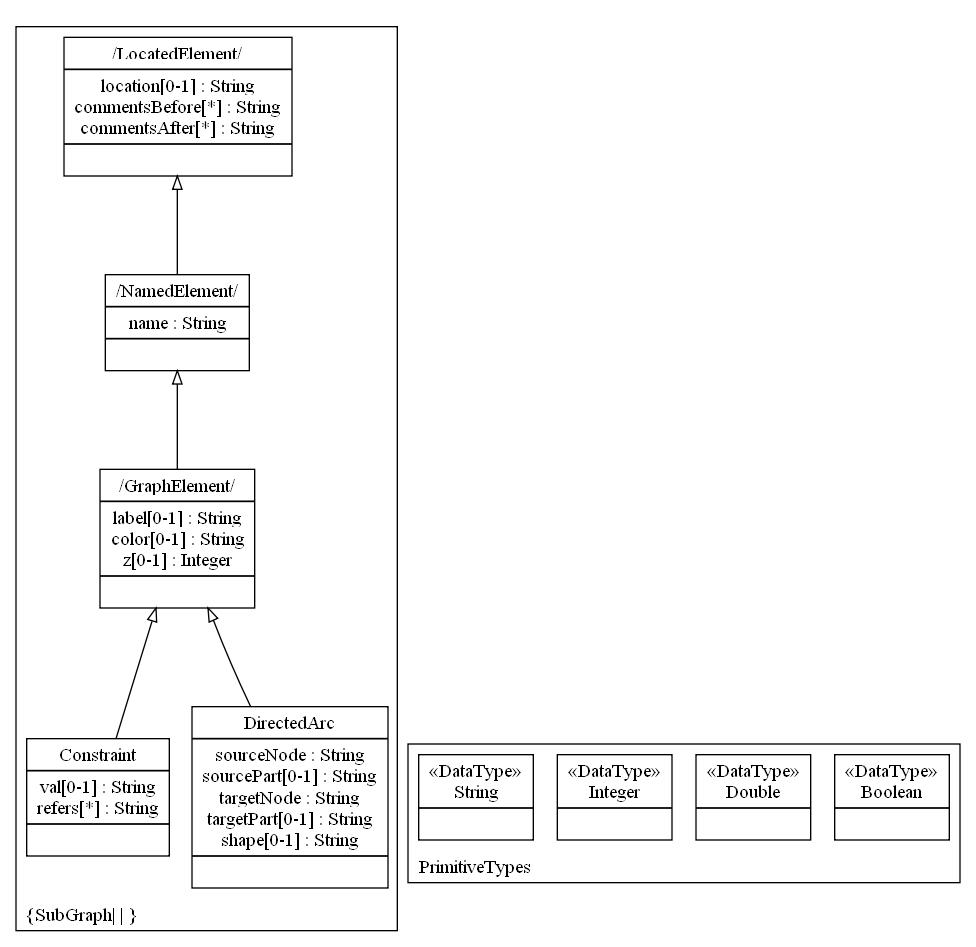 /LocatedElement/
location[0-1] : String
commentsBefore[*] : String
commentsAfter[*] : String
/NamedElement/
name : String
/GraphElement/
label[0-1] : String
color[0-1] : String
z[0-1] : Integer
Constraint
val[0-1] : String
refers[*] : String
DirectedArc
sourceNode : String
sourcePart[0-1] : String
targetNode : String
targetPart[0-1] : String
shape[0-1] : String
{SubGraph| | }
«DataType»
String
«DataType»
Integer
«DataType»
Double
«DataType»
Boolean
PrimitiveTypes